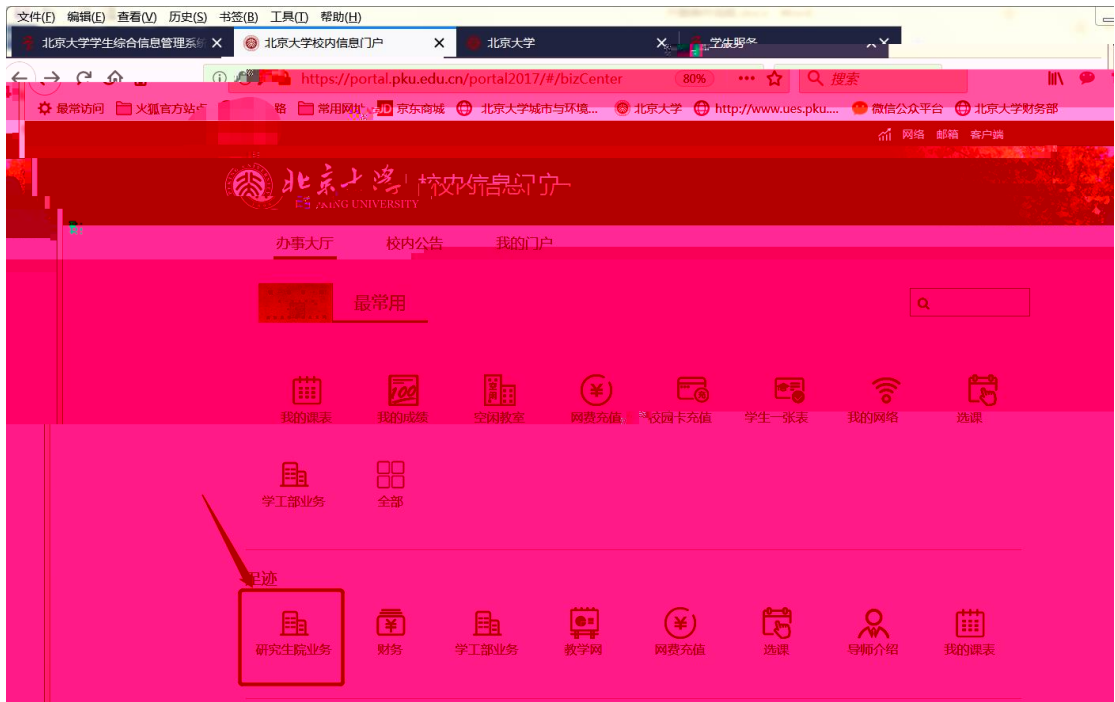 文件(F) 编辑(E) 查看(V) 历史(S) 书签(B) 工具(T) 帮助(H)
北京大学学生综合信息管理系统 北京大学校内信息门户 北京大学
https://portal.pku.edu.cn/portal2017/#/bizCenter 80% 搜索
最常访问 火狐官方站点 常用网址 京东商城 北京大学城市与环境... 北京大学 http://www.ues.pku.... 微信公众平台 北京大学财务部
网络 邮箱 客户端
北京大学 校内信息门户
UNIVERSITY
办事大厅 校内公告 我的门户
最常用
我的课表 我的成绩 空闲教室 网费充值 校园卡充值 学生一张表 我的网络 选课
学工部业务 全部
足迹
研究生院业务 财务 学工部业务 教学网 网费充值 选课 导师介绍 我的课表